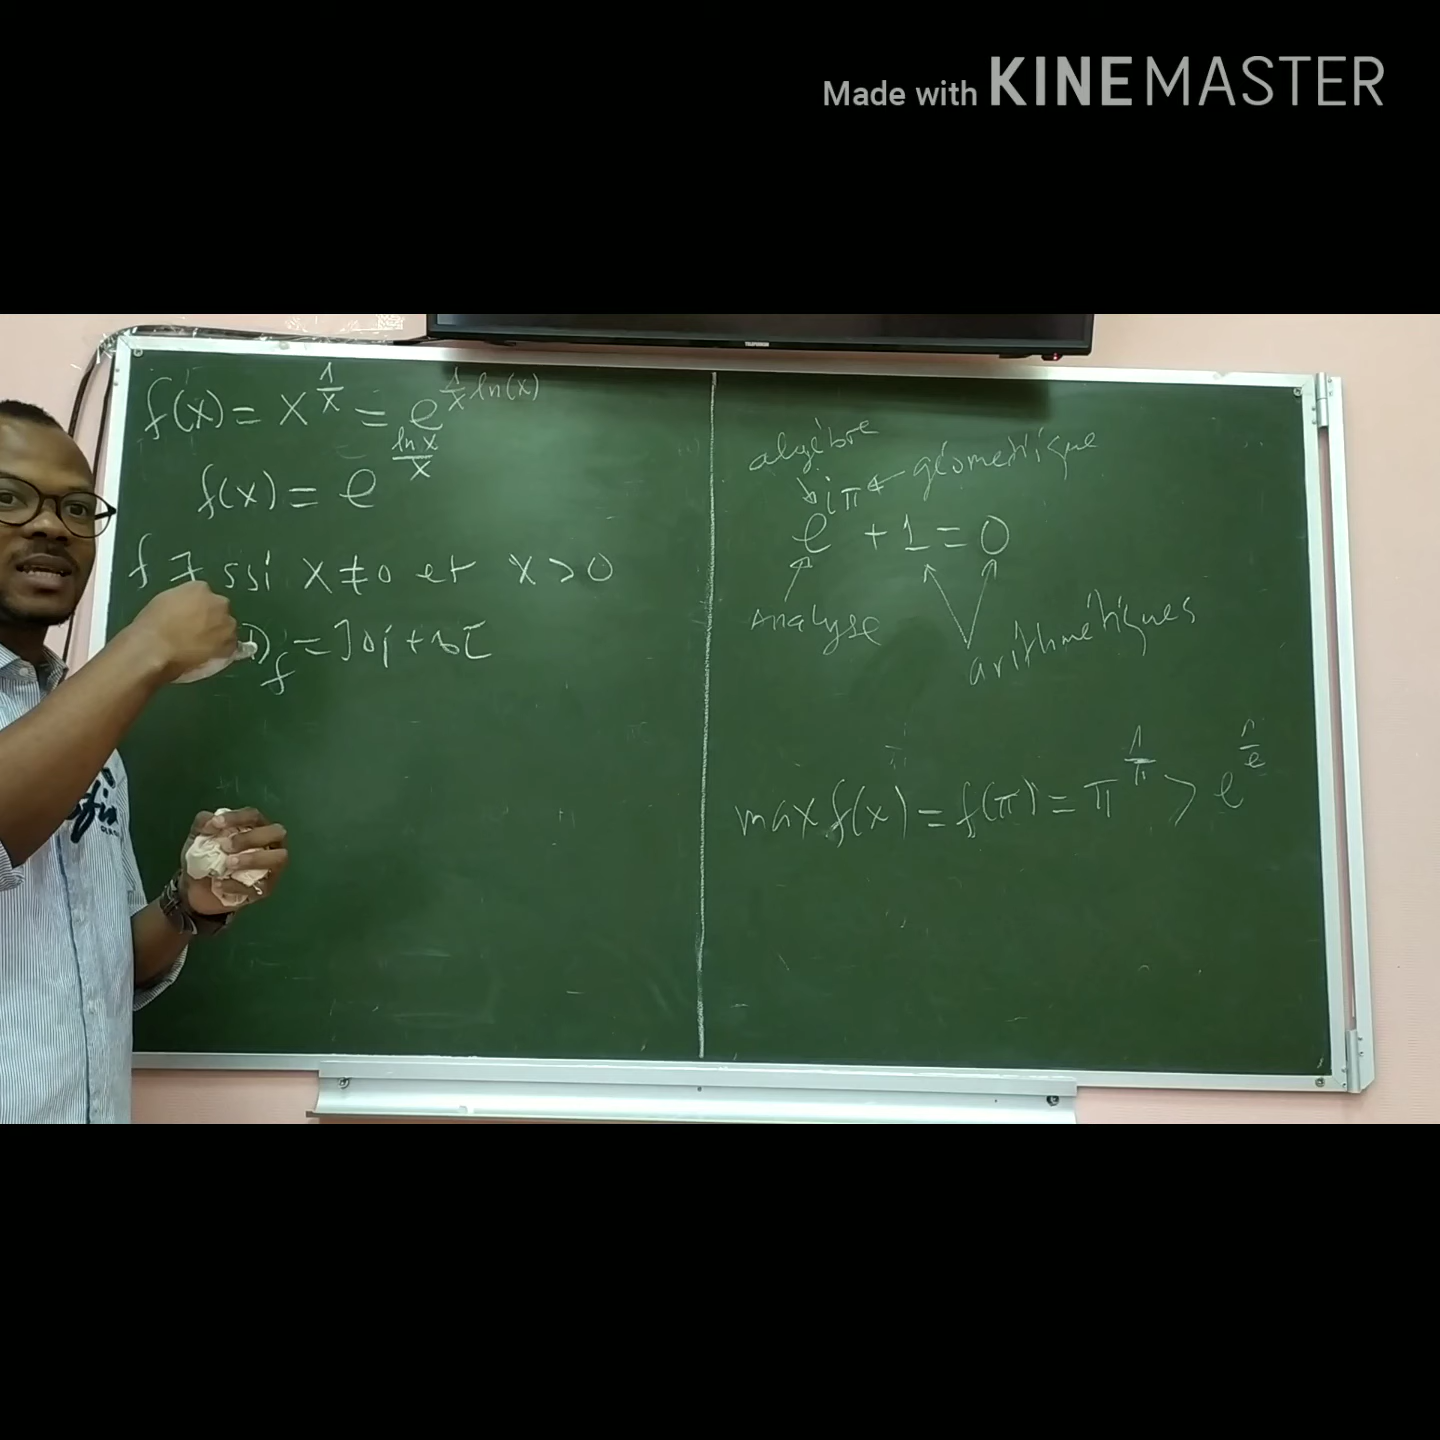 Made with KINEMASTER
f(x) = x^{1/x} = e^{1/x ln(x)}
f(x) = e^{ln x/x}
f ∃ ssi x ≠ 0 et x > 0
D_f = ]0; +∞[
algèbre
géometrique
e^{iπ} + 1 = 0
Analyse
arithmétiques
max f(x) = f(π) = π^{1/π} > e^{1/e}